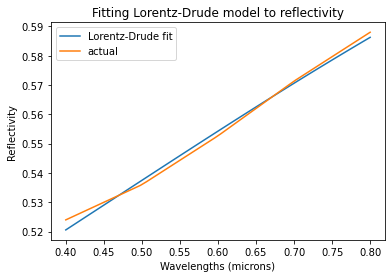 Fitting Lorentz-Drude model to reflectivity
Lorentz-Drude fit
actual
0.59
0.58
0.57
0.56
0.55
0.54
0.53
0.52
Reflectivity
0.40 0.45 0.50 0.55 0.60 0.65 0.70 0.75 0.80
Wavelengths (microns)